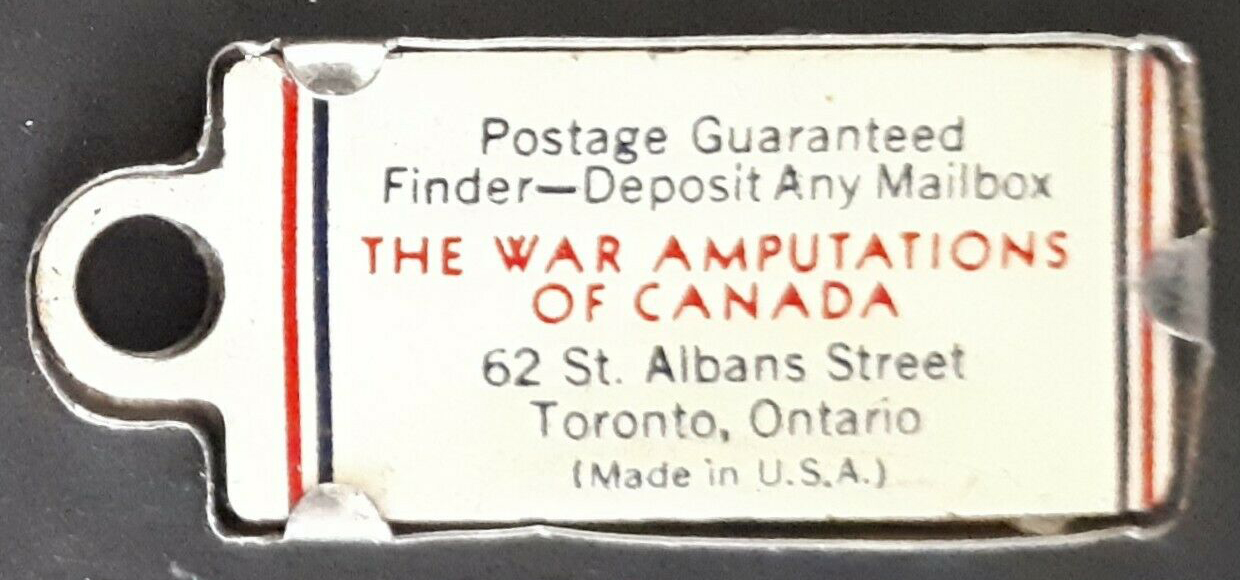 Postage Guaranteed
Finder—Deposit Any Mailbox
THE WAR AMPUTATIONS
OF CANADA
62 St. Albans Street
Toronto, Ontario
(Made in U.S.A.)